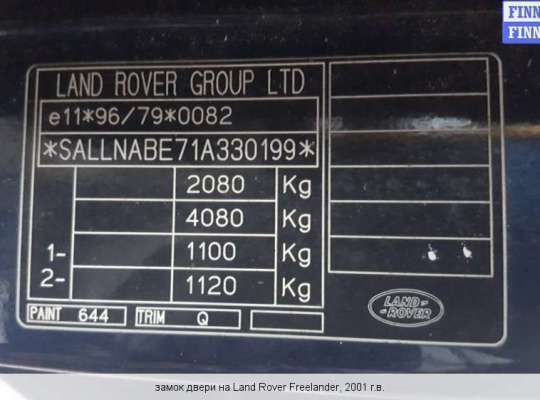 FINN
FINN
LAND ROVER GROUP LTD
e11*96/79*0082
*SALLNABE71A330199*
2080 Kg
4080 Kg
1- 1100 Kg
2- 1120 Kg
PAINT 644 TRIM Q
LAND-
-ROVER
замок двери на Land Rover Freelander, 2001 г.в.